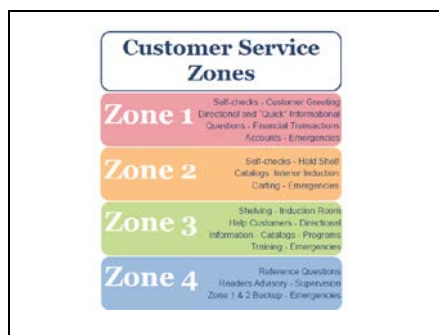 Customer Service
Zones
Zone 1
Self-checks - Customer Greeting
Directional and "Quick" Informational
Questions - Financial Transactions
Accounts - Emergencies
Zone 2
Self-checks - Hold Shelf
Catalogs Interior Induction
Carting - Emergencies
Zone 3
Shelving - Induction Room
Help Customers - Directional
Information - Catalogs - Programs
Training - Emergencies
Zone 4
Reference Questions
Readers Advisory - Supervision
Zone 1 & 2 Backup - Emergencies